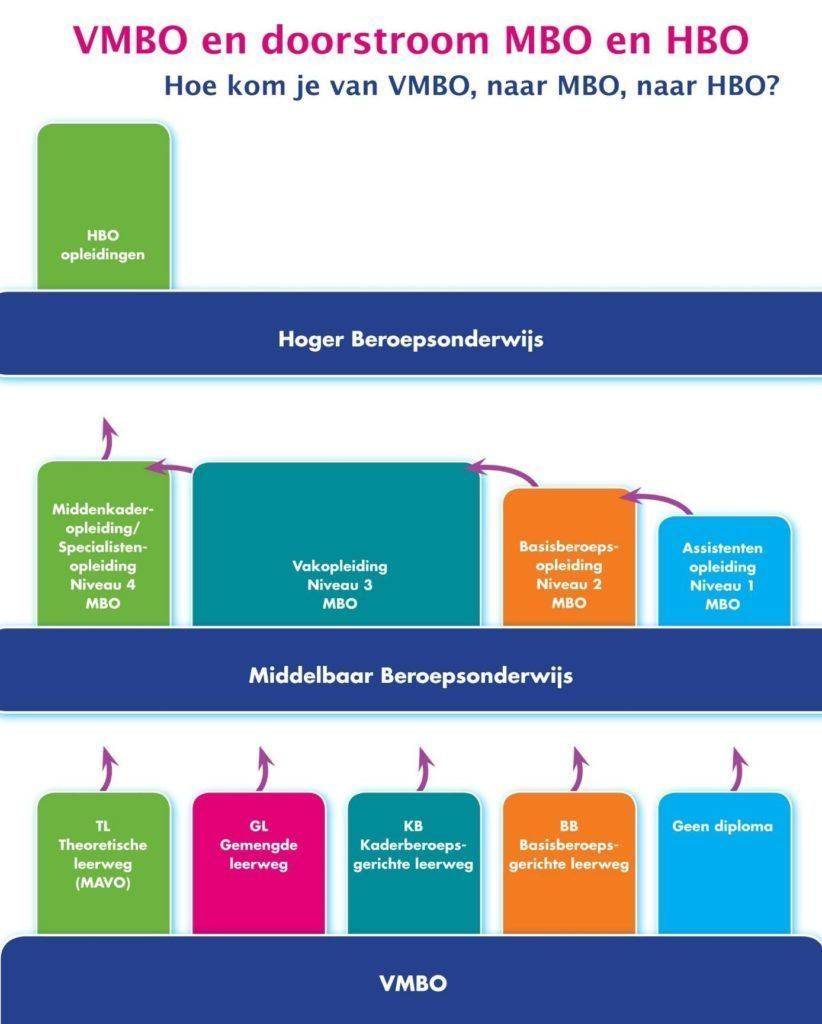 VMBO en doorstroom MBO en HBO
Hoe kom je van VMBO, naar MBO, naar HBO?
HBO
opleidingen
Hoger Beroepsonderwijs
Middenkader-
opleiding/
Specialisten-
opleiding
Niveau 4
MBO
Vakopleiding
Niveau 3
MBO
Basisberoeps-
opleiding
Niveau 2
MBO
Assistenten
opleiding
Niveau 1
MBO
Middelbaar Beroepsonderwijs
TL
Theoretische
leerweg
(MAVO)
GL
Gemengde
leerweg
KB
Kaderberoeps-
gerichte leerweg
BB
Basisberoeps-
gerichte leerweg
Geen diploma
VMBO